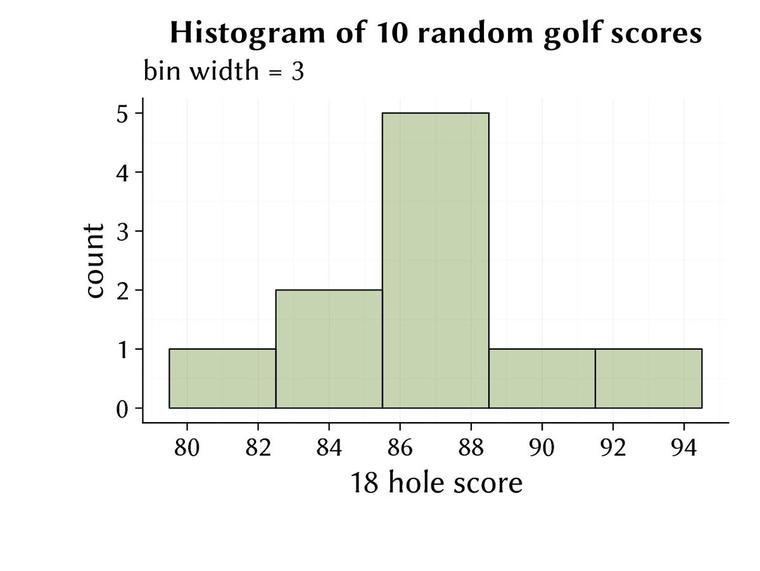 Histogram of 10 random golf scores
bin width = 3
5
4
3
2
1
0
count
80 82 84 86 88 90 92 94
18 hole score